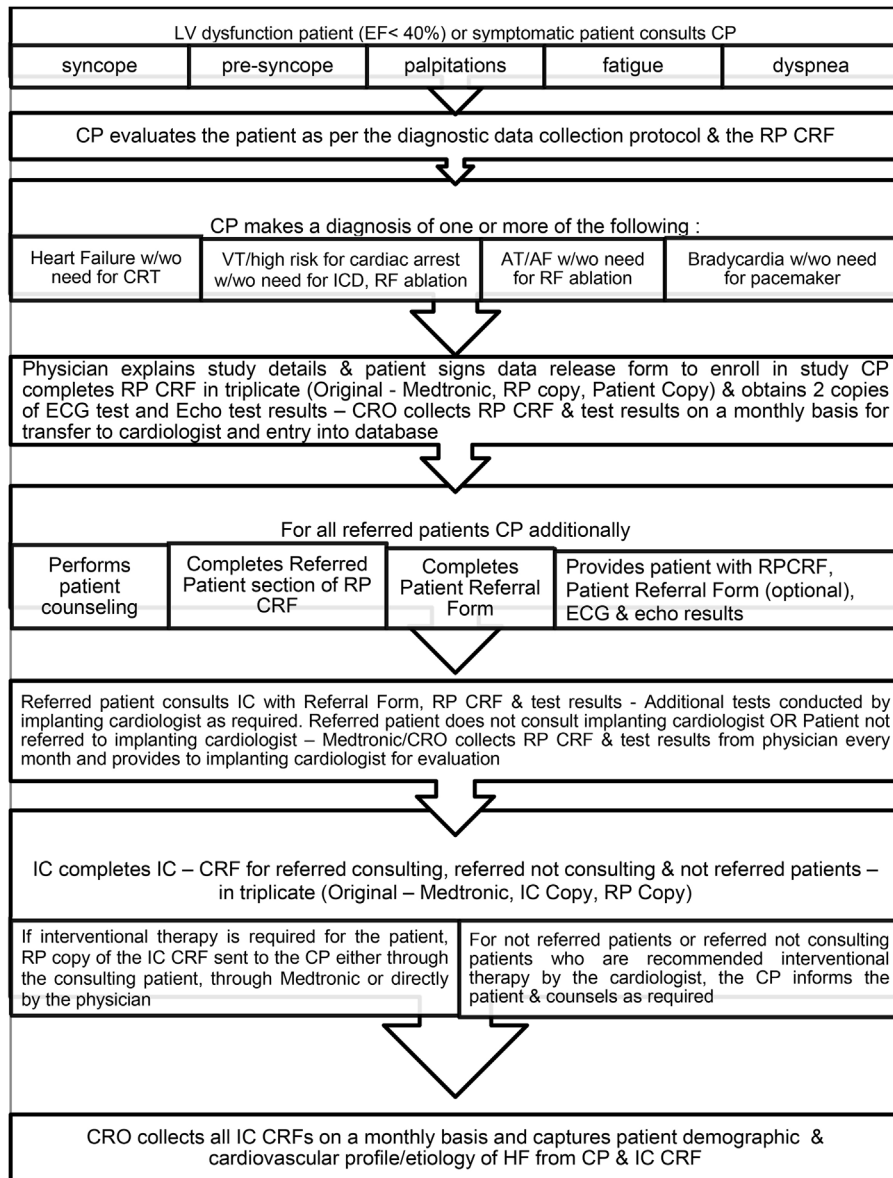 LV dysfunction patient (EF< 40%) or symptomatic patient consults CP
syncope
pre-syncope
palpitations
fatigue
dyspnea
CP evaluates the patient as per the diagnostic data collection protocol & the RP CRF
CP makes a diagnosis of one or more of the following :
Heart Failure w/wo
need for CRT
VT/high risk for cardiac arrest
w/wo need for ICD, RF ablation
AT/AF w/wo need
for RF ablation
Bradycardia w/wo need
for pacemaker
Physician explains study details & patient signs data release form to enroll in study CP
completes RP CRF in triplicate (Original - Medtronic, RP copy, Patient Copy) & obtains 2 copies
of ECG test and Echo test results – CRO collects RP CRF & test results on a monthly basis for
transfer to cardiologist and entry into database
For all referred patients CP additionally
Performs
patient
counseling
Completes Referred
Patient section of RP
CRF
Completes
Patient Referral
Form
Provides patient with RPCRF,
Patient Referral Form (optional),
ECG & echo results
Referred patient consults IC with Referral Form, RP CRF & test results - Additional tests conducted by
implanting cardiologist as required. Referred patient does not consult implanting cardiologist OR Patient not
referred to implanting cardiologist – Medtronic/CRO collects RP CRF & test results from physician every
month and provides to implanting cardiologist for evaluation
IC completes IC – CRF for referred consulting, referred not consulting & not referred patients –
in triplicate (Original – Medtronic, IC Copy, RP Copy)
If interventional therapy is required for the patient,
RP copy of the IC CRF sent to the CP either through
the consulting patient, through Medtronic or directly
by the physician
For not referred patients or referred not consulting
patients who are recommended interventional
therapy by the cardiologist, the CP informs the
patient & counsels as required
CRO collects all IC CRFs on a monthly basis and captures patient demographic &
cardiovascular profile/etiology of HF from CP & IC CRF